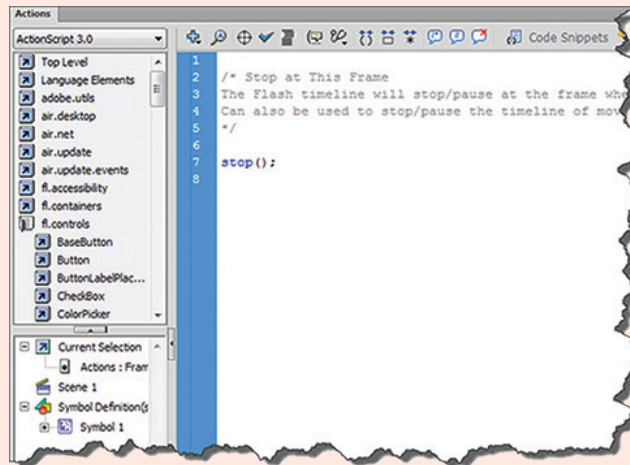 Actions
ActionScript 3.0
Code Snippets
Top Level
Language Elements
adobe.utils
air.desktop
air.net
air.update
air.update.events
fl.accessibility
fl.containers
fl.controls
BaseButton
Button
ButtonLabelPlac...
CheckBox
ColorPicker
Current Selection
Actions : Fram
Scene 1
Symbol Definition(s
Symbol 1
1
2 /* Stop at This Frame
3 The Flash timeline will stop/pause at the frame whe
4 Can also be used to stop/pause the timeline of mov
5 */
6
7 stop();
8